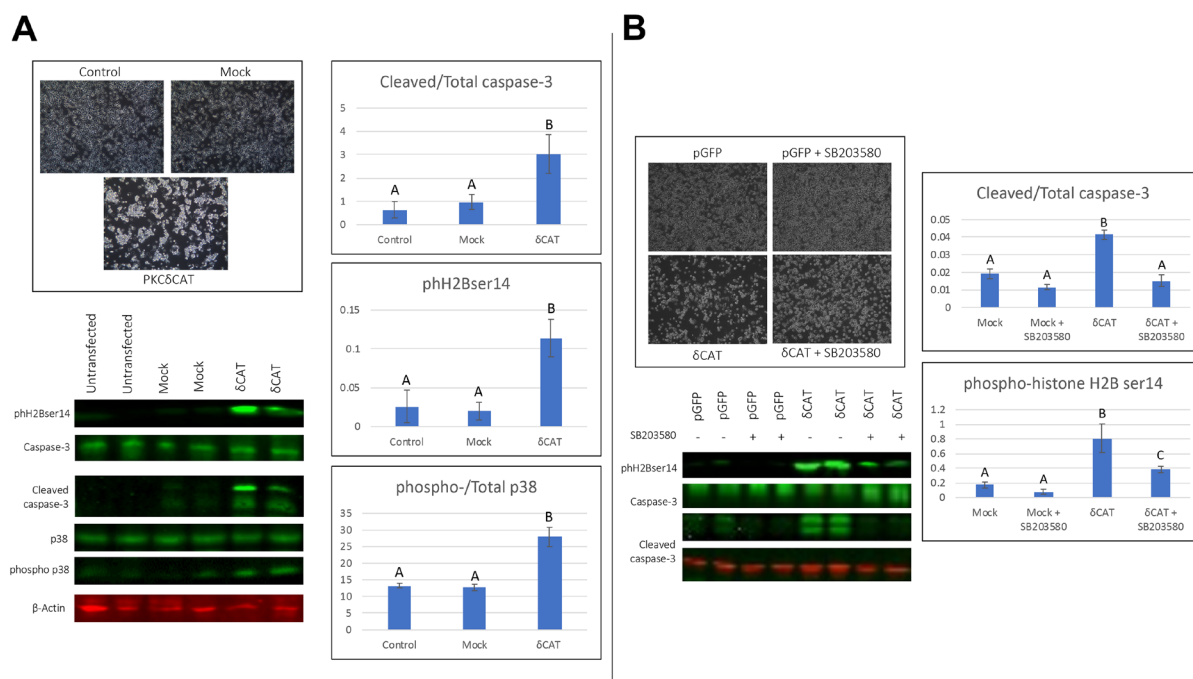 A
Control Mock
PKCδCAT
Untransfected Untransfected Mock Mock δCAT δCAT
phH2Bser14
Caspase-3
Cleaved
caspase-3
p38
phospho p38
β-Actin
Cleaved/Total caspase-3
5
4
3
2
1
0
A A B
Control Mock δCAT
phH2Bser14
0.15
0.1
0.05
0
A A B
Control Mock δCAT
phospho-/Total p38
35
30
25
20
15
10
5
0
A A B
Control Mock δCAT
B
pGFP pGFP + SB203580
δCAT δCAT + SB203580
pGFP pGFP pGFP pGFP δCAT δCAT δCAT δCAT
SB203580 - - + + - - + +
phH2Bser14
Caspase-3
Cleaved
caspase-3
Cleaved/Total caspase-3
0.05
0.04
0.03
0.02
0.01
0
A A B A
Mock Mock + δCAT δCAT +
SB203580 SB203580
phospho-histone H2B ser14
1.2
1
0.8
0.6
0.4
0.2
0
A A B C
Mock Mock + δCAT δCAT +
SB203580 SB203580